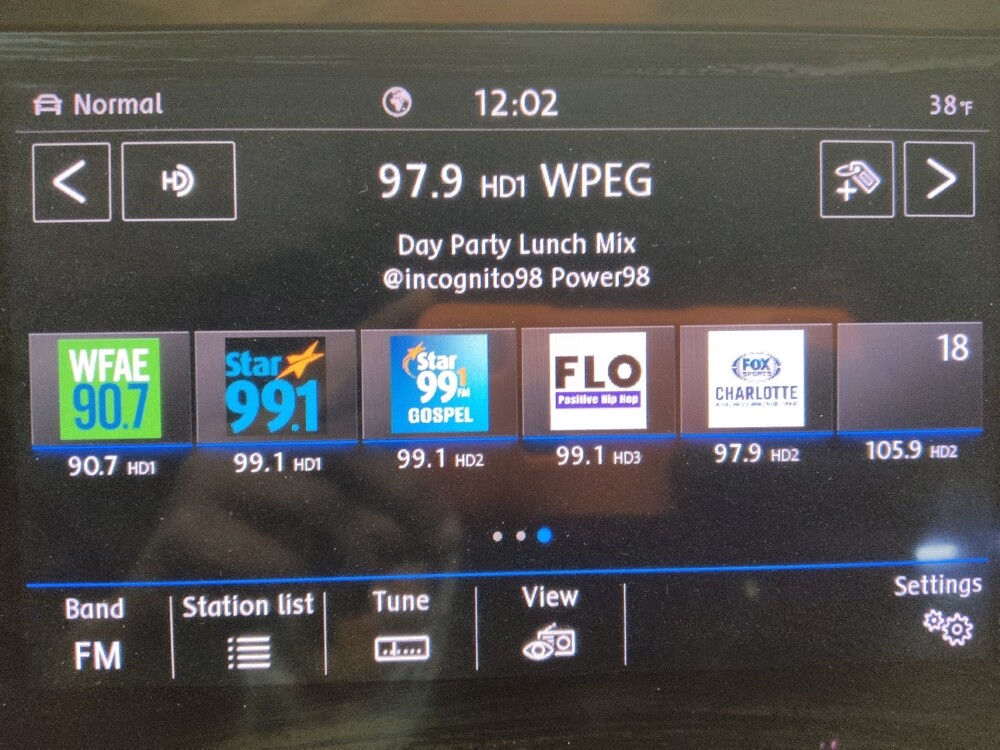 Normal
12:02
38°F
HD
97.9 HD1 WPEG
Day Party Lunch Mix
@incognito98 Power98
WFAE
90.7
90.7 HD1
Star
99.1
99.1 HD1
Star
99.1 FM
GOSPEL
99.1 HD2
FLO
Positive Hip Hop
99.1 HD3
FOX
SPORTS
CHARLOTTE
97.9 HD2
18
105.9 HD2
Band
FM
Station list
Tune
View
Settings